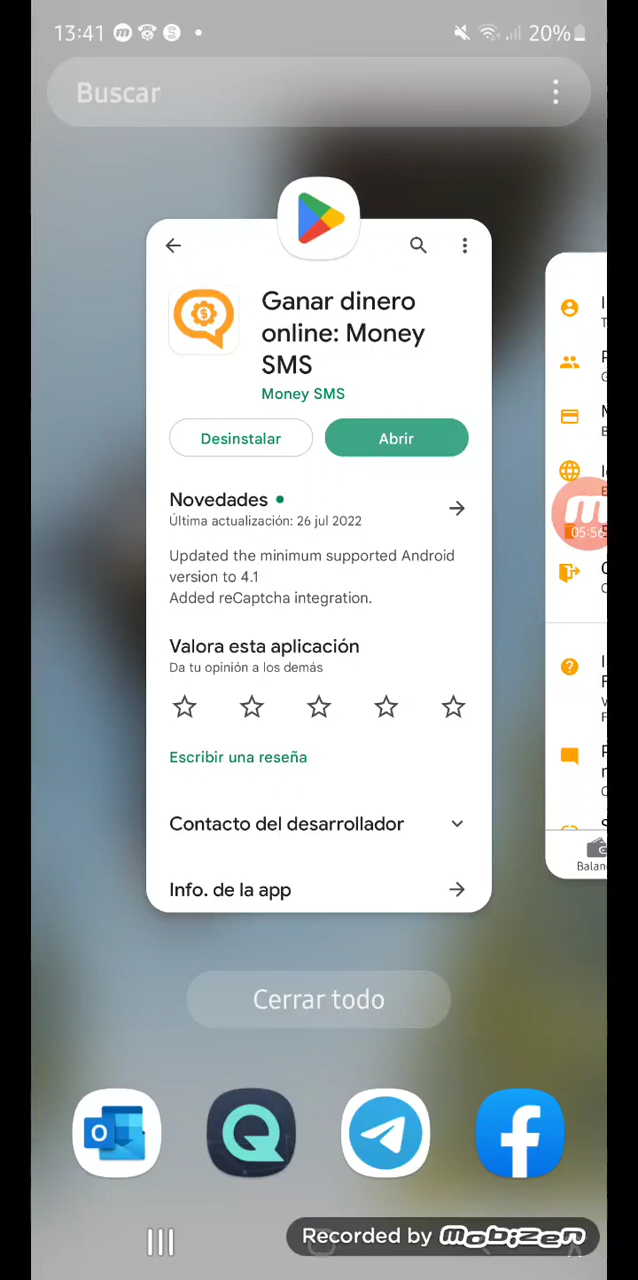 13:41
20%
Buscar
Ganar dinero
online: Money
SMS
Money SMS
Desinstalar
Abrir
Novedades
Última actualización: 26 jul 2022
Updated the minimum supported Android
version to 4.1
Added reCaptcha integration.
Valora esta aplicación
Da tu opinión a los demás
Escribir una reseña
Contacto del desarrollador
Info. de la app
05:56
Balan
Cerrar todo
Recorded by mobizen